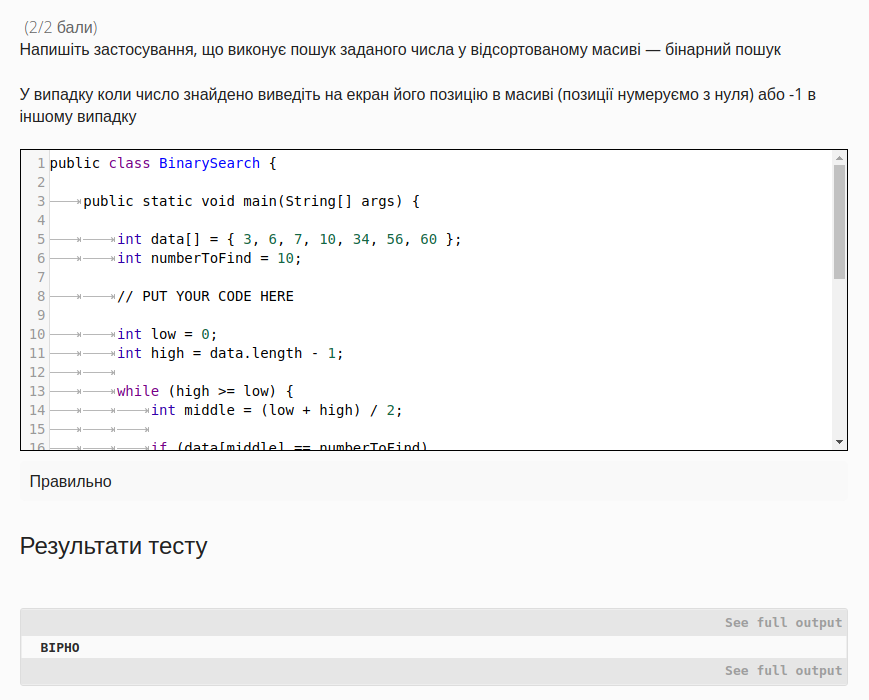 (2/2 бали)
Напишіть застосування, що виконує пошук заданого числа у відсортованому масиві — бінарний пошук
У випадку коли число знайдено виведіть на екран його позицію в масиві (позиції нумеруємо з нуля) або -1 в
іншому випадку
1 public class BinarySearch {
2
3 public static void main(String[] args) {
4
5 int data[] = { 3, 6, 7, 10, 34, 56, 60 };
6 int numberToFind = 10;
7
8 // PUT YOUR CODE HERE
9
10 int low = 0;
11 int high = data.length - 1;
12
13 while (high >= low) {
14 int middle = (low + high) / 2;
15
16 if (data[middle] == numberToFind)
Правильно
Результати тесту
See full output
ВІРНО
See full output